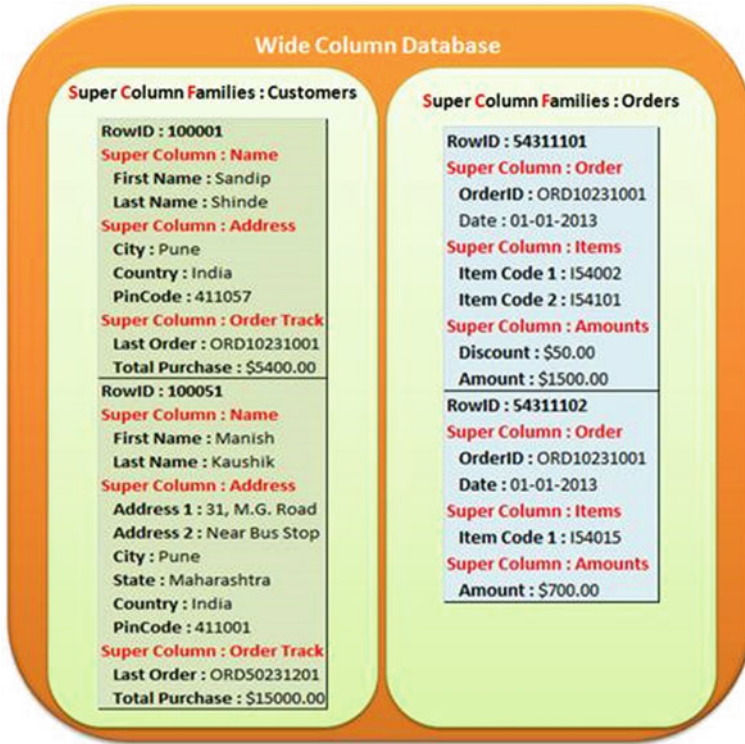 Wide Column Database
Super Column Families : Customers
RowID : 100001
Super Column : Name
First Name : Sandip
Last Name : Shinde
Super Column : Address
City : Pune
Country : India
PinCode : 411057
Super Column : Order Track
Last Order : ORD10231001
Total Purchase : $5400.00
RowID : 100051
Super Column : Name
First Name : Manish
Last Name : Kaushik
Super Column : Address
Address 1 : 31, M.G. Road
Address 2 : Near Bus Stop
City : Pune
State : Maharashtra
Country : India
PinCode : 411001
Super Column : Order Track
Last Order : ORD50231201
Total Purchase : $15000.00
Super Column Families : Orders
RowID : 54311101
Super Column : Order
OrderID : ORD10231001
Date : 01-01-2013
Super Column : Items
Item Code 1 : I54002
Item Code 2 : I54101
Super Column : Amounts
Discount : $50.00
Amount : $1500.00
RowID : 54311102
Super Column : Order
OrderID : ORD10231001
Date : 01-01-2013
Super Column : Items
Item Code 1 : I54015
Super Column : Amounts
Amount : $700.00